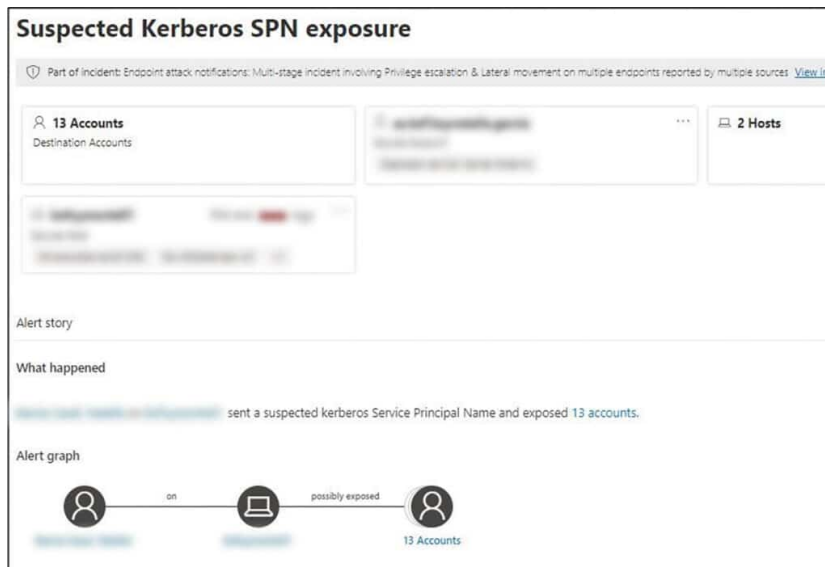 Suspected Kerberos SPN exposure
Part of incident: Endpoint attack notifications: Multi-stage incident involving Privilege escalation & Lateral movement on multiple endpoints reported by multiple sources View in
13 Accounts
Destination Accounts
2 Hosts
Alert story
What happened
sent a suspected kerberos Service Principal Name and exposed 13 accounts.
Alert graph
on
possibly exposed
13 Accounts